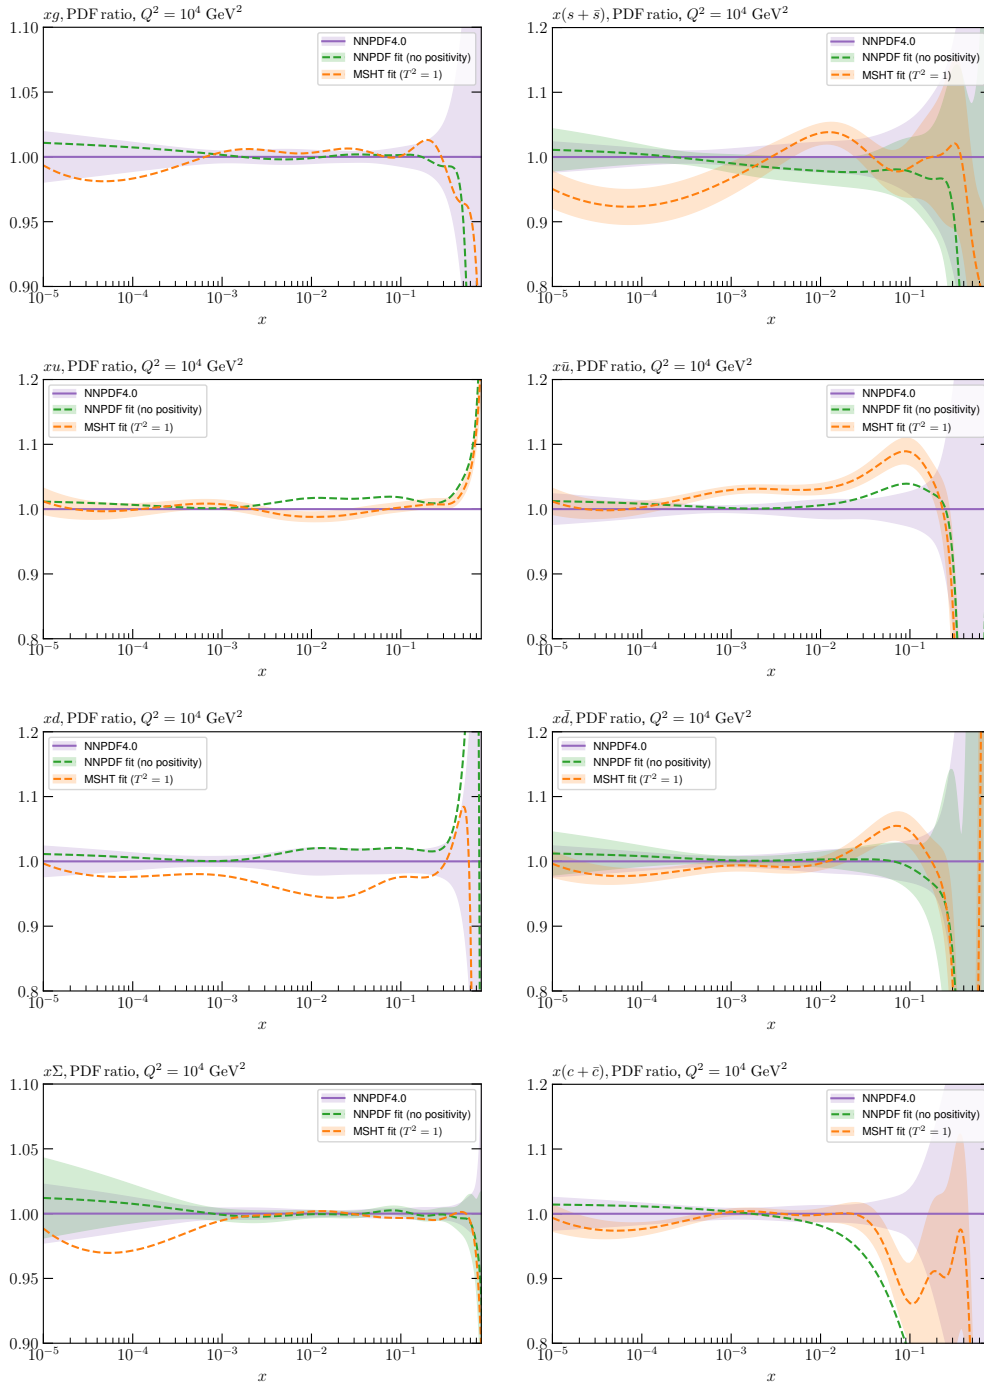 xg, PDF ratio, Q² = 10⁴ GeV²
1.10
1.05
1.00
0.95
0.90
NNPDF4.0
NNPDF fit (no positivity)
MSHT fit (T² = 1)
10⁻⁵ 10⁻⁴ 10⁻³ 10⁻² 10⁻¹
x
x(s + s̄), PDF ratio, Q² = 10⁴ GeV²
1.2
1.1
1.0
0.9
0.8
NNPDF4.0
NNPDF fit (no positivity)
MSHT fit (T² = 1)
10⁻⁵ 10⁻⁴ 10⁻³ 10⁻² 10⁻¹
x
xu, PDF ratio, Q² = 10⁴ GeV²
1.2
1.1
1.0
0.9
0.8
NNPDF4.0
NNPDF fit (no positivity)
MSHT fit (T² = 1)
10⁻⁵ 10⁻⁴ 10⁻³ 10⁻² 10⁻¹
x
xū, PDF ratio, Q² = 10⁴ GeV²
1.2
1.1
1.0
0.9
0.8
NNPDF4.0
NNPDF fit (no positivity)
MSHT fit (T² = 1)
10⁻⁵ 10⁻⁴ 10⁻³ 10⁻² 10⁻¹
x
xd, PDF ratio, Q² = 10⁴ GeV²
1.2
1.1
1.0
0.9
0.8
NNPDF4.0
NNPDF fit (no positivity)
MSHT fit (T² = 1)
10⁻⁵ 10⁻⁴ 10⁻³ 10⁻² 10⁻¹
x
xd̄, PDF ratio, Q² = 10⁴ GeV²
1.2
1.1
1.0
0.9
0.8
NNPDF4.0
NNPDF fit (no positivity)
MSHT fit (T² = 1)
10⁻⁵ 10⁻⁴ 10⁻³ 10⁻² 10⁻¹
x
xΣ, PDF ratio, Q² = 10⁴ GeV²
1.10
1.05
1.00
0.95
0.90
NNPDF4.0
NNPDF fit (no positivity)
MSHT fit (T² = 1)
10⁻⁵ 10⁻⁴ 10⁻³ 10⁻² 10⁻¹
x
x(c + c̄), PDF ratio, Q² = 10⁴ GeV²
1.2
1.1
1.0
0.9
0.8
NNPDF4.0
NNPDF fit (no positivity)
MSHT fit (T² = 1)
10⁻⁵ 10⁻⁴ 10⁻³ 10⁻² 10⁻¹
x